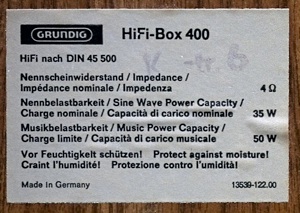 GRUNDIG HiFi-Box 400
HiFi nach DIN 45 500
Nennscheinwiderstand / Impedance /
Impédance nominale / Impedenza 4 Ω
Nennbelastbarkeit / Sine Wave Power Capacity /
Charge nominale / Capacità di carico nominale 35 W
Musikbelastbarkeit / Music Power Capacity /
Charge limite / Capacità di carico musicale 50 W
Vor Feuchtigkeit schützen! Protect against moisture!
Craint l'humidité! Protezione contro l'umidità!
Made in Germany 13539-122.00